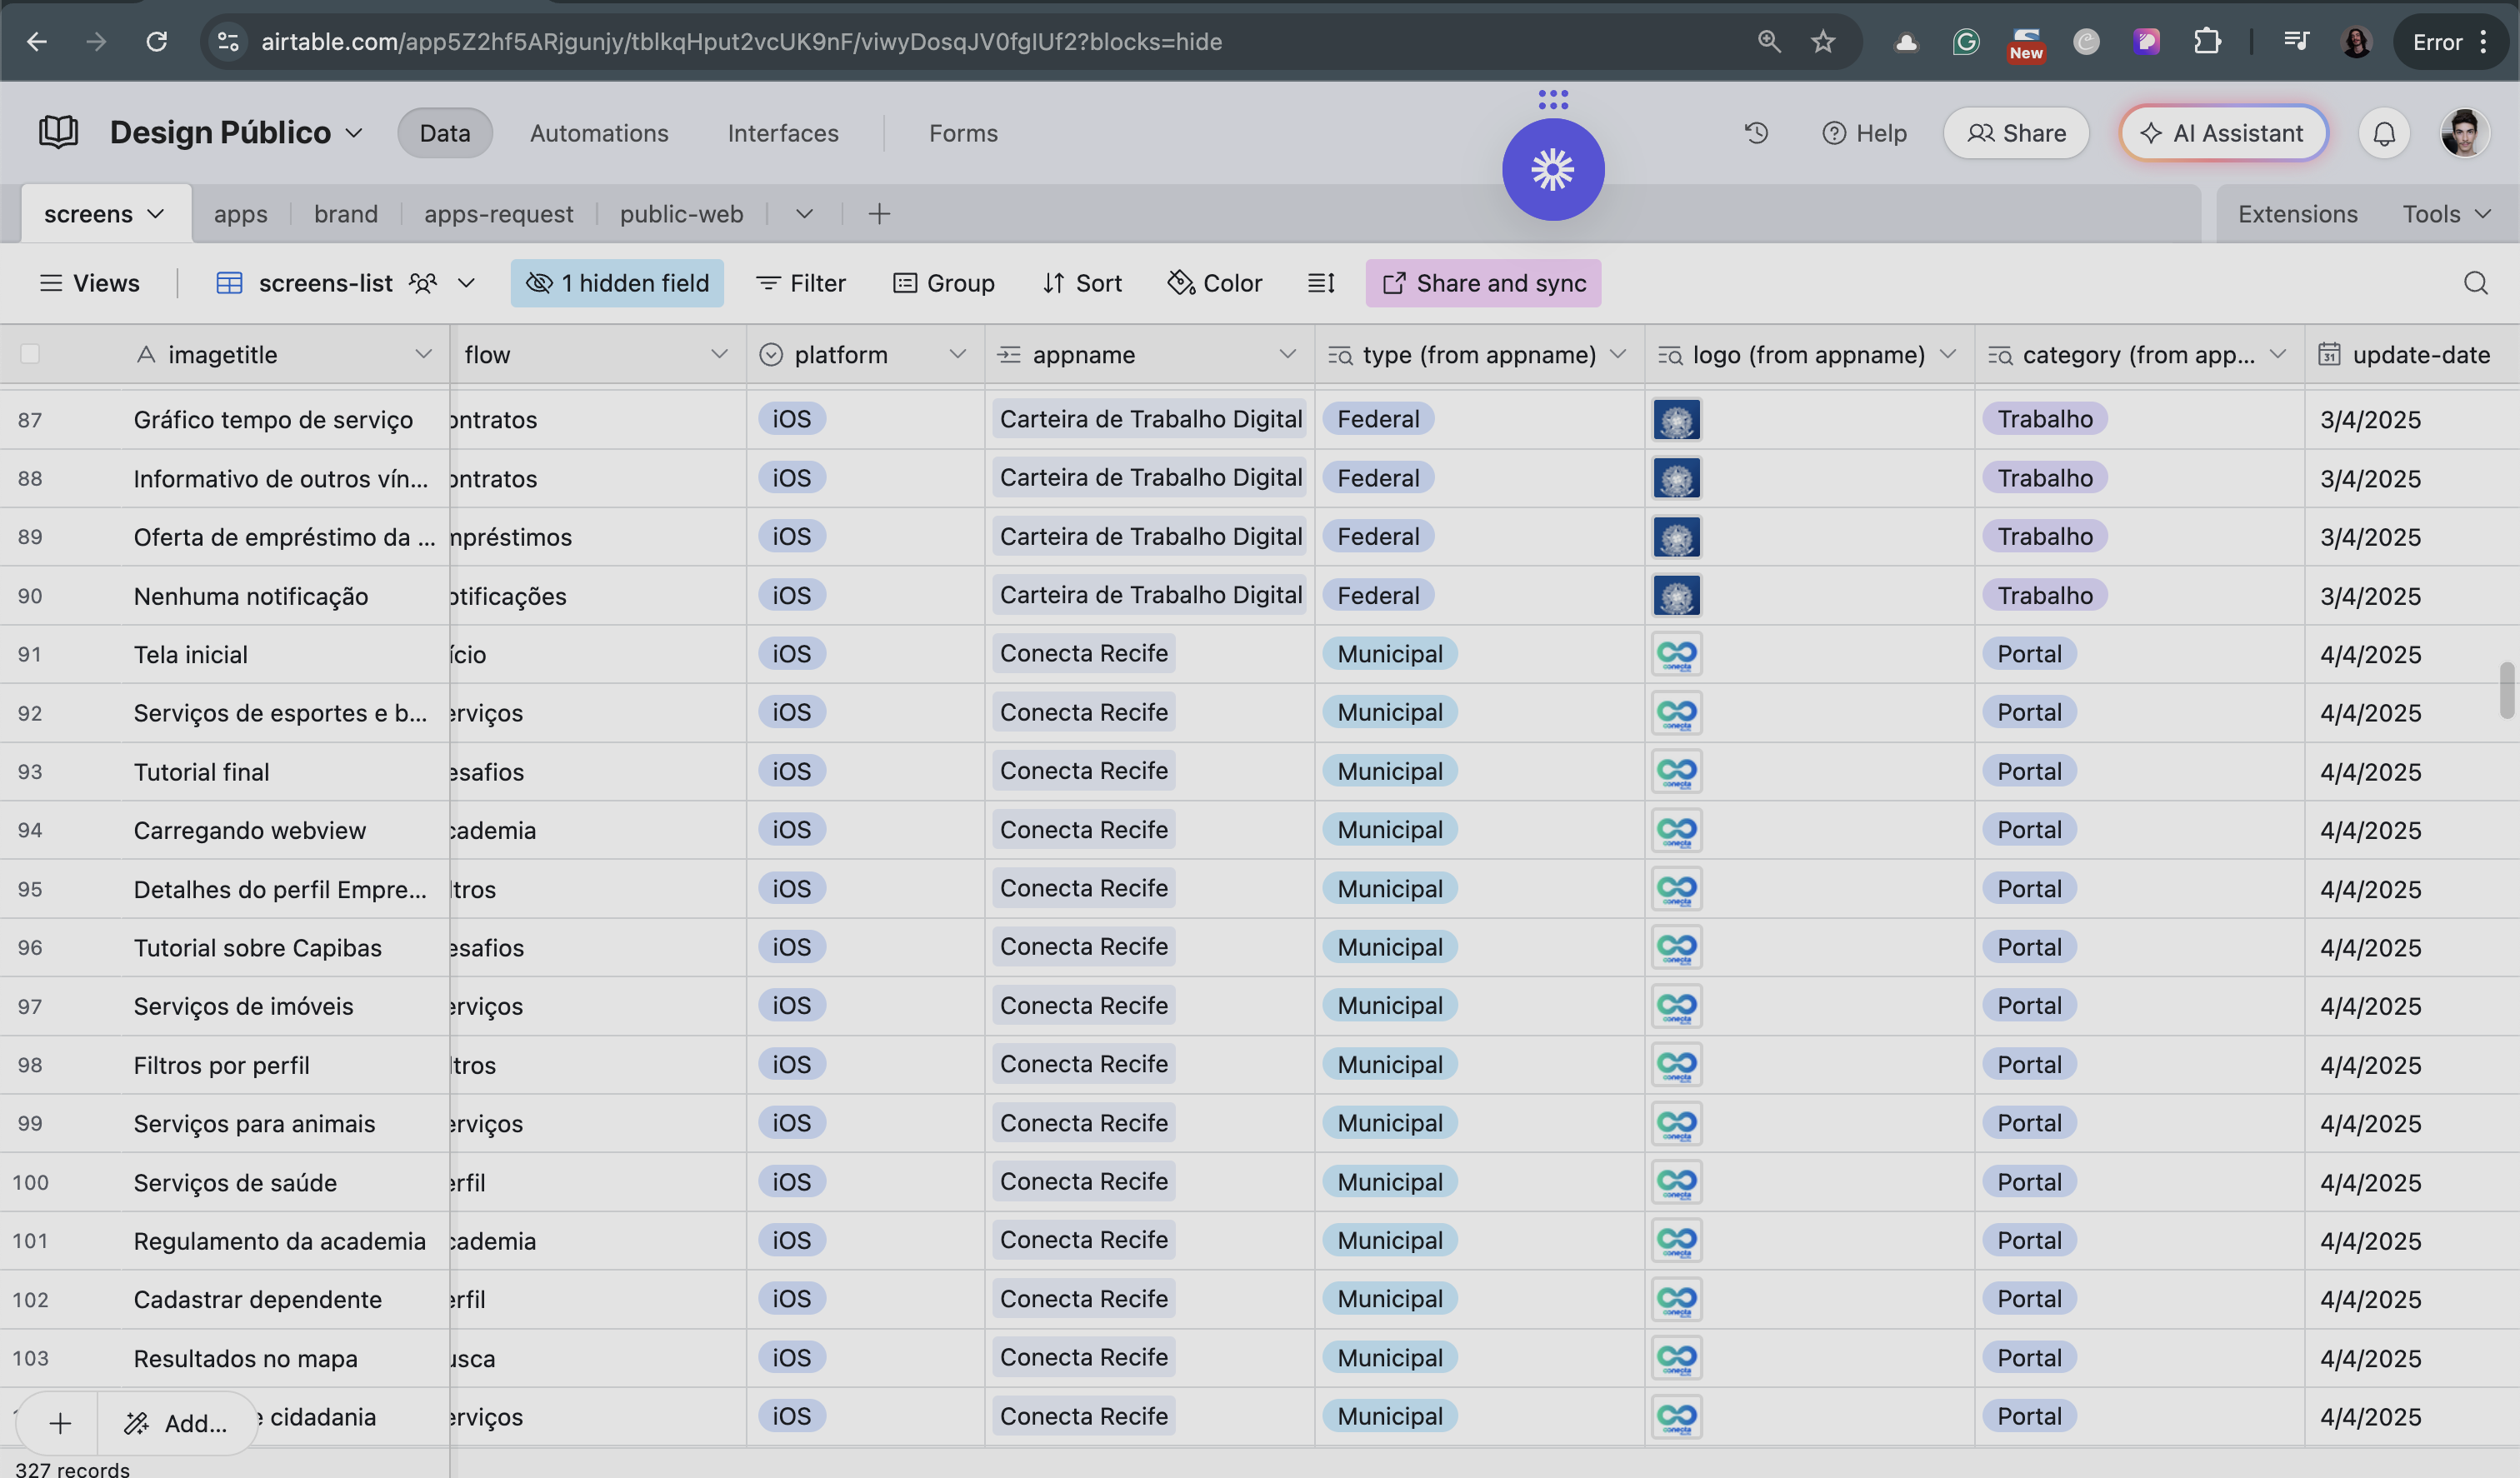 airtable.com/app5Z2hf5ARjgunjy/tblkqHput2vcUK9nF/viwyDosqJV0fglUf2?blocks=hide
New
Error
Design Público
Data
Automations
Interfaces
Forms
Help
Share
AI Assistant
screens
apps
brand
apps-request
public-web
Extensions
Tools
Views
screens-list
1 hidden field
Filter
Group
Sort
Color
Share and sync
imagetitle flow platform appname type (from appname) logo (from appname) category (from app... update-date
87 Gráfico tempo de serviço ontratos iOS Carteira de Trabalho Digital Federal Trabalho 3/4/2025
88 Informativo de outros vín... ontratos iOS Carteira de Trabalho Digital Federal Trabalho 3/4/2025
89 Oferta de empréstimo da ... mpréstimos iOS Carteira de Trabalho Digital Federal Trabalho 3/4/2025
90 Nenhuma notificação otificações iOS Carteira de Trabalho Digital Federal Trabalho 3/4/2025
91 Tela inicial ício iOS Conecta Recife Municipal conecta Portal 4/4/2025
92 Serviços de esportes e b... erviços iOS Conecta Recife Municipal conecta Portal 4/4/2025
93 Tutorial final esafios iOS Conecta Recife Municipal conecta Portal 4/4/2025
94 Carregando webview cademia iOS Conecta Recife Municipal conecta Portal 4/4/2025
95 Detalhes do perfil Empre... ltros iOS Conecta Recife Municipal conecta Portal 4/4/2025
96 Tutorial sobre Capibas esafios iOS Conecta Recife Municipal conecta Portal 4/4/2025
97 Serviços de imóveis erviços iOS Conecta Recife Municipal conecta Portal 4/4/2025
98 Filtros por perfil ltros iOS Conecta Recife Municipal conecta Portal 4/4/2025
99 Serviços para animais erviços iOS Conecta Recife Municipal conecta Portal 4/4/2025
100 Serviços de saúde erfil iOS Conecta Recife Municipal conecta Portal 4/4/2025
101 Regulamento da academia cademia iOS Conecta Recife Municipal conecta Portal 4/4/2025
102 Cadastrar dependente erfil iOS Conecta Recife Municipal conecta Portal 4/4/2025
103 Resultados no mapa usca iOS Conecta Recife Municipal conecta Portal 4/4/2025
Add... e cidadania erviços iOS Conecta Recife Municipal conecta Portal 4/4/2025
327 records